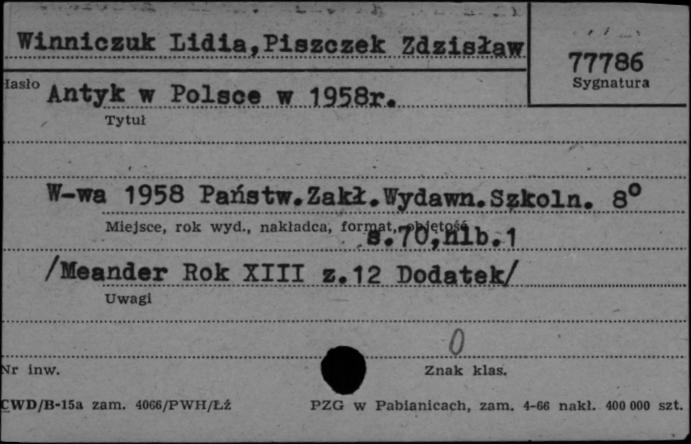 Winniczuk Lidia,Piszczek Zdzisław
77786
Sygnatura
Hasło
Antyk w Polsce w 1958r.
Tytuł
W-wa 1958 Państw.Zakł.Wydawn.Szkoln. 8°
Miejsce, rok wyd., nakładca, format, objętość
s.70,nlb.1
/Meander Rok XIII z.12 Dodatek/
Uwagi
0
Nr inw.
Znak klas.
CWD/B-15a zam. 4066/PWH/Łź
PZG w Pabianicach, zam. 4-66 nakł. 400 000 szt.